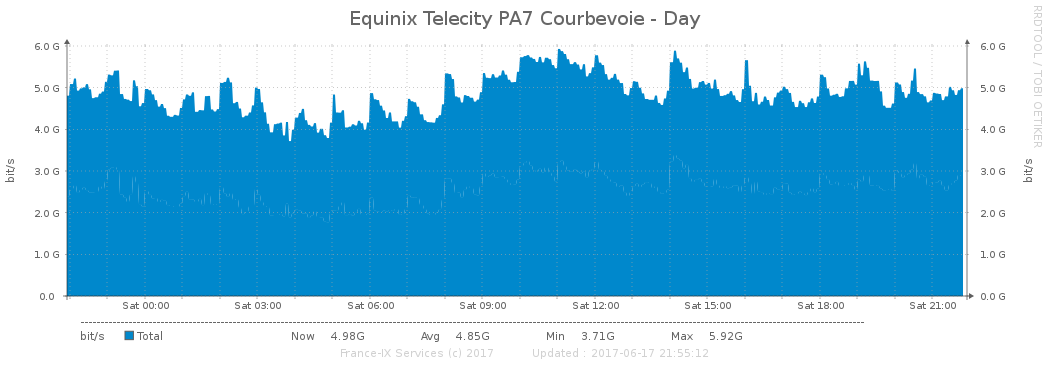 Equinix Telecity PA7 Courbevoie - Day
RRDTOOL / TOBI OETIKER
bit/s
bit/s
6.0 G 6.0 G
5.0 G 5.0 G
4.0 G 4.0 G
3.0 G 3.0 G
2.0 G 2.0 G
1.0 G 1.0 G
0.0 0.0 G
Sat 00:00 Sat 03:00 Sat 06:00 Sat 09:00 Sat 12:00 Sat 15:00 Sat 18:00 Sat 21:00
bit/s Total Now 4.98G Avg 4.85G Min 3.71G Max 5.92G
France-IX Services (c) 2017 Updated : 2017-06-17 21:55:12